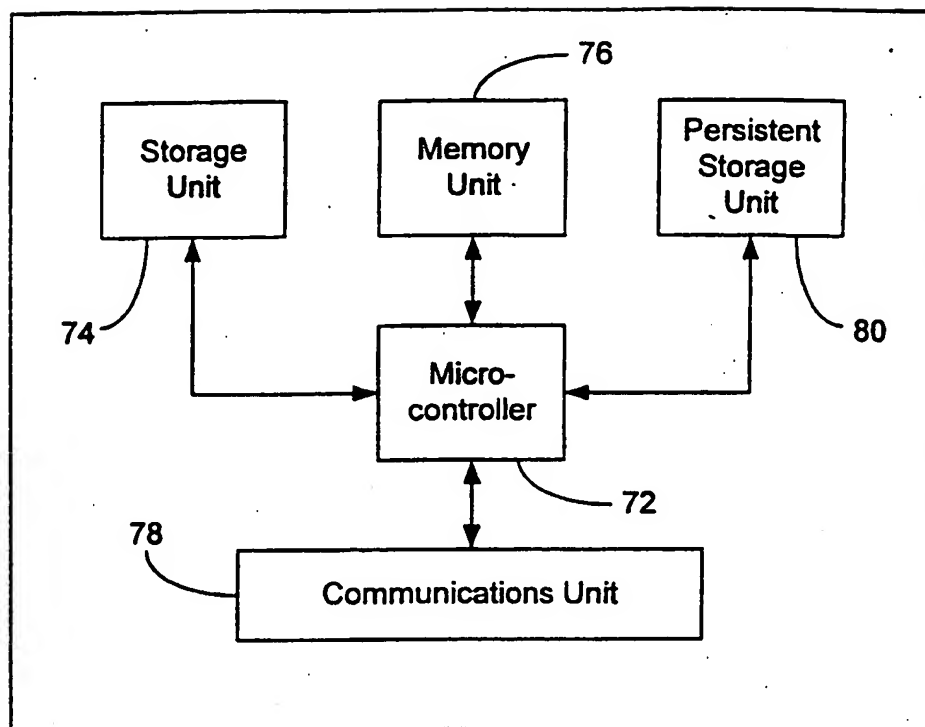 76
Storage
Unit
Memory
Unit
Persistent
Storage
Unit
74
80
Micro-
controller
72
78
Communications Unit